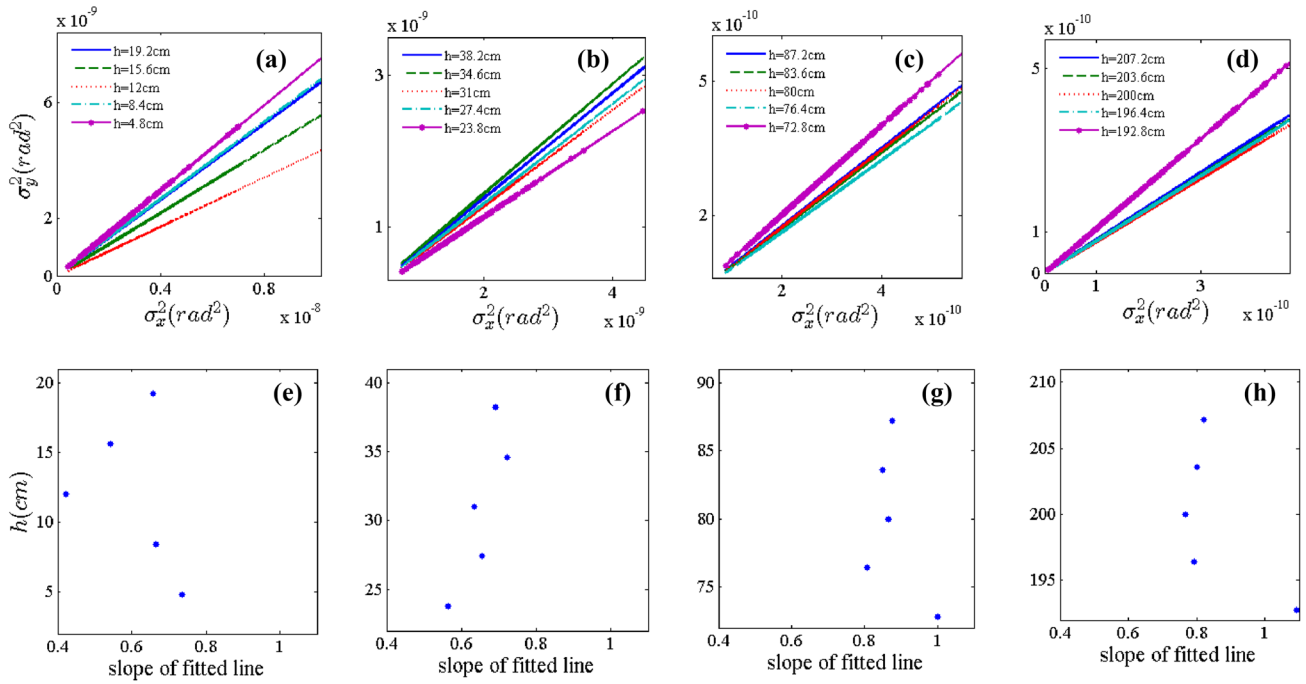 x 10⁻⁹
(a)
h=19.2cm
h=15.6cm
h=12cm
h=8.4cm
h=4.8cm
σ_y²(rad²)
6
2
0
0
0.4
0.8
σ_x²(rad²)
x 10⁻⁸
x 10⁻⁹
(b)
h=38.2cm
h=34.6cm
h=31cm
h=27.4cm
h=23.8cm
3
1
2
4
σ_x²(rad²)
x 10⁻⁹
x 10⁻¹⁰
(c)
h=87.2cm
h=83.6cm
h=80cm
h=76.4cm
h=72.8cm
5
2
2
4
σ_x²(rad²)
x 10⁻¹⁰
x 10⁻¹⁰
(d)
h=207.2cm
h=203.6cm
h=200cm
h=196.4cm
h=192.8cm
5
1
0
0
1
3
σ_x²(rad²)
x 10⁻¹⁰
(e)
h(cm)
20
15
10
5
0.4
0.6
0.8
1
slope of fitted line
(f)
40
35
30
25
0.4
0.6
0.8
1
slope of fitted line
(g)
90
85
80
75
0.4
0.6
0.8
1
slope of fitted line
(h)
210
205
200
195
0.4
0.6
0.8
1
slope of fitted line